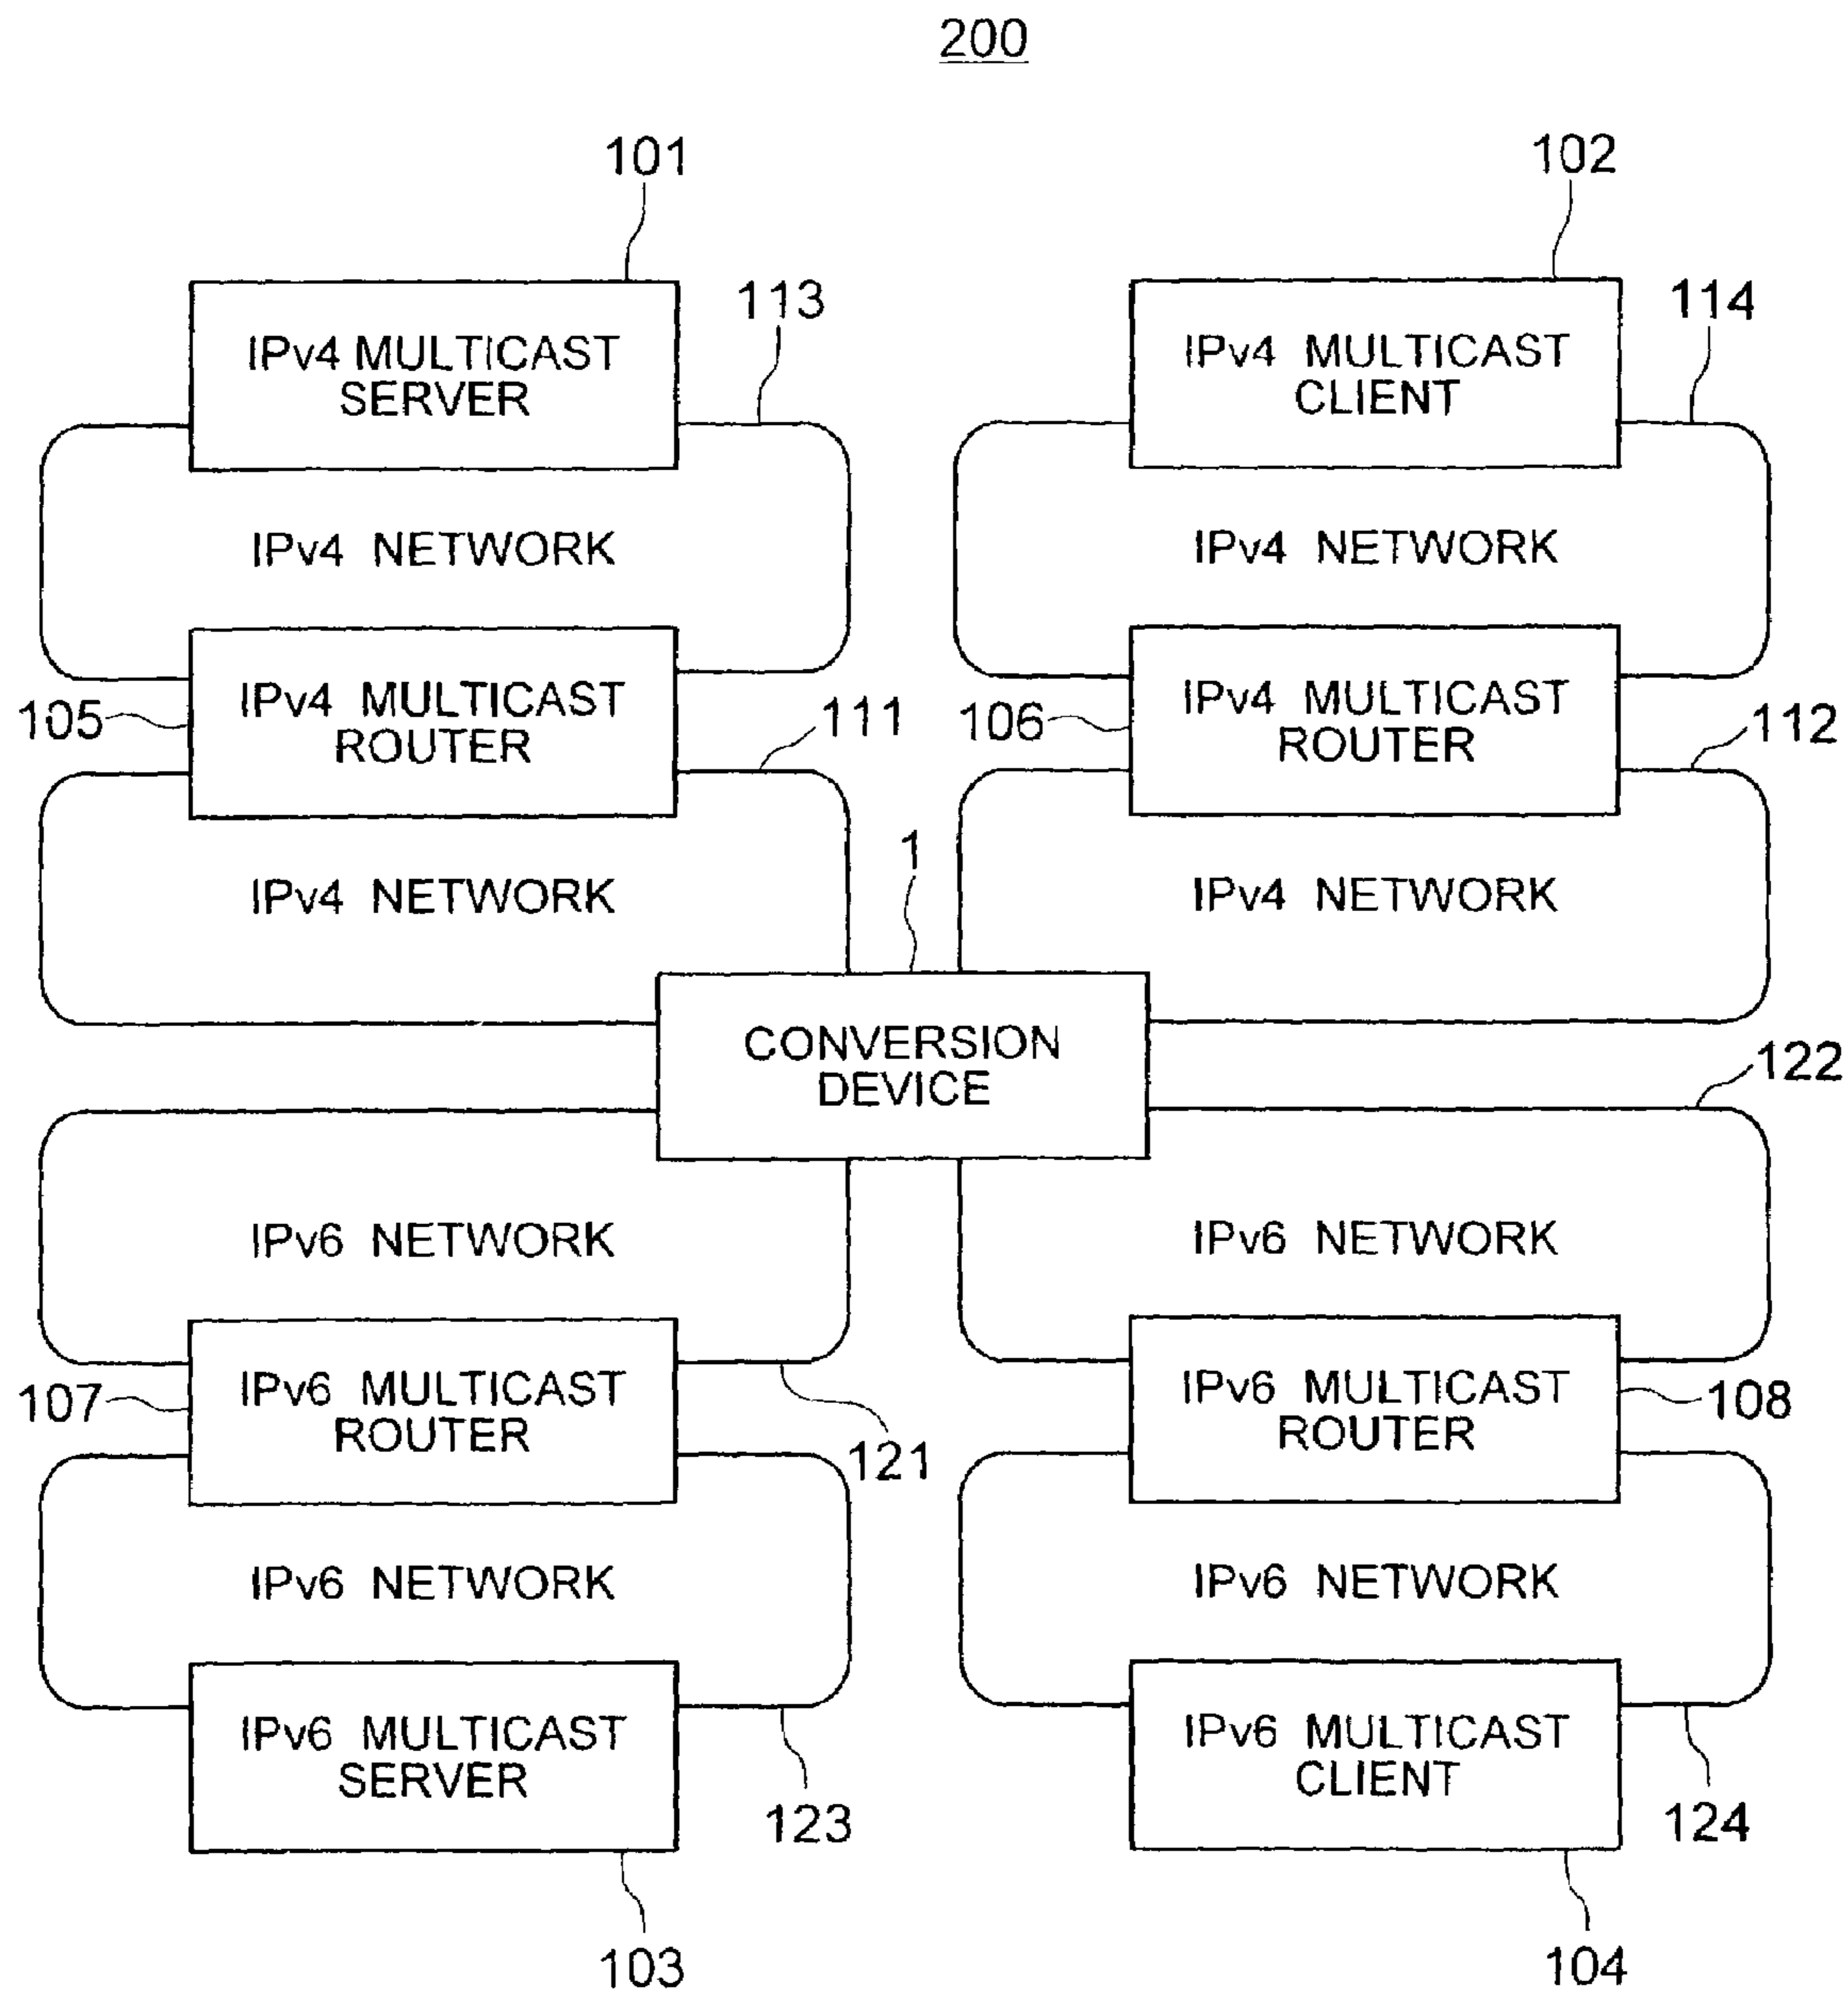 200
101
102
113
114
IPv4 MULTICAST
SERVER
IPv4 MULTICAST
CLIENT
IPv4 NETWORK
IPv4 NETWORK
105
IPv4 MULTICAST
ROUTER
111
106
IPv4 MULTICAST
ROUTER
112
1
IPv4 NETWORK
IPv4 NETWORK
CONVERSION
DEVICE
122
IPv6 NETWORK
IPv6 NETWORK
107
IPv6 MULTICAST
ROUTER
121
IPv6 MULTICAST
ROUTER
108
IPv6 NETWORK
IPv6 NETWORK
IPv6 MULTICAST
SERVER
IPv6 MULTICAST
CLIENT
123
124
103
104